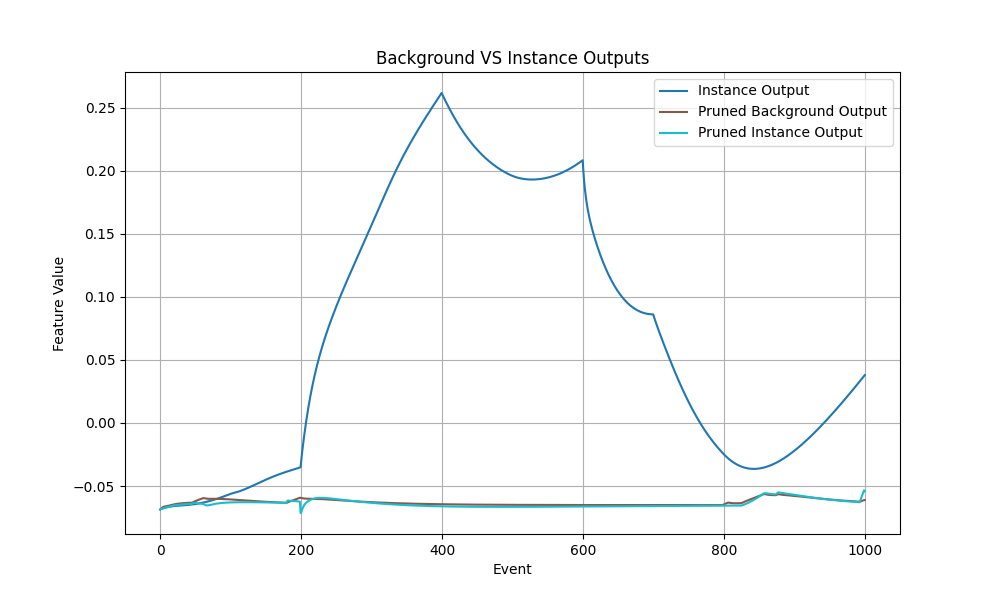 Background VS Instance Outputs
Instance Output
Pruned Background Output
Pruned Instance Output
0.25
0.20
0.15
0.10
0.05
0.00
−0.05
Feature Value
0 200 400 600 800 1000
Event